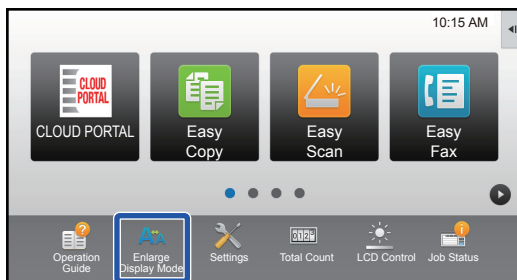 10:15 AM
CLOUD
PORTAL
CLOUD PORTAL
Easy
Copy
Easy
Scan
Easy
Fax
Operation
Guide
Enlarge
Display Mode
Settings
Total Count
LCD Control
Job Status